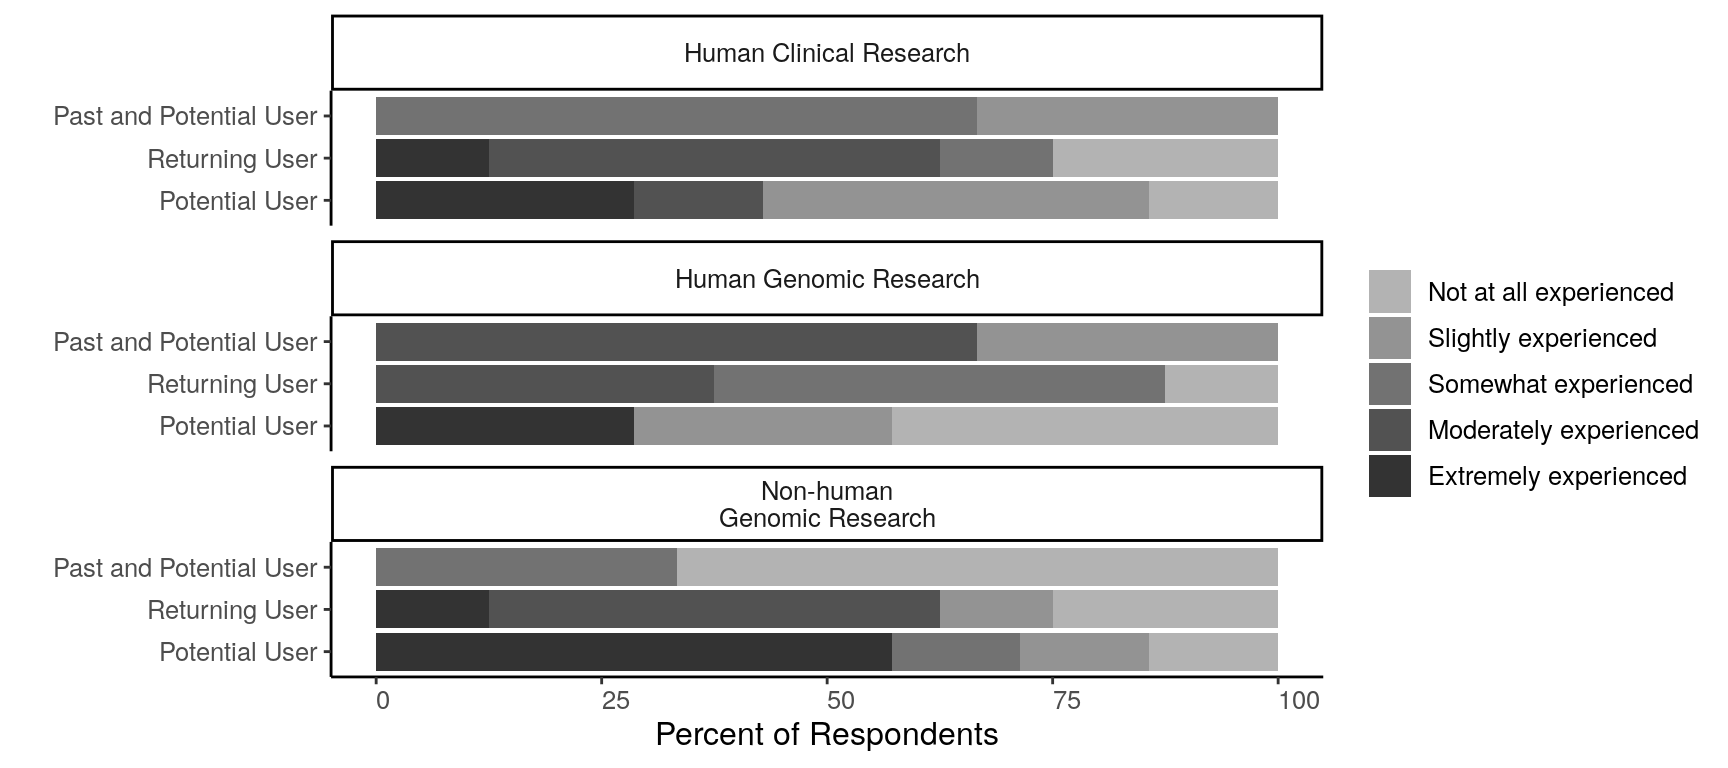 Human Clinical Research
Past and Potential User
Returning User
Potential User
Human Genomic Research
Past and Potential User
Returning User
Potential User
Non-human
Genomic Research
Past and Potential User
Returning User
Potential User
0 25 50 75 100
Percent of Respondents
Not at all experienced
Slightly experienced
Somewhat experienced
Moderately experienced
Extremely experienced